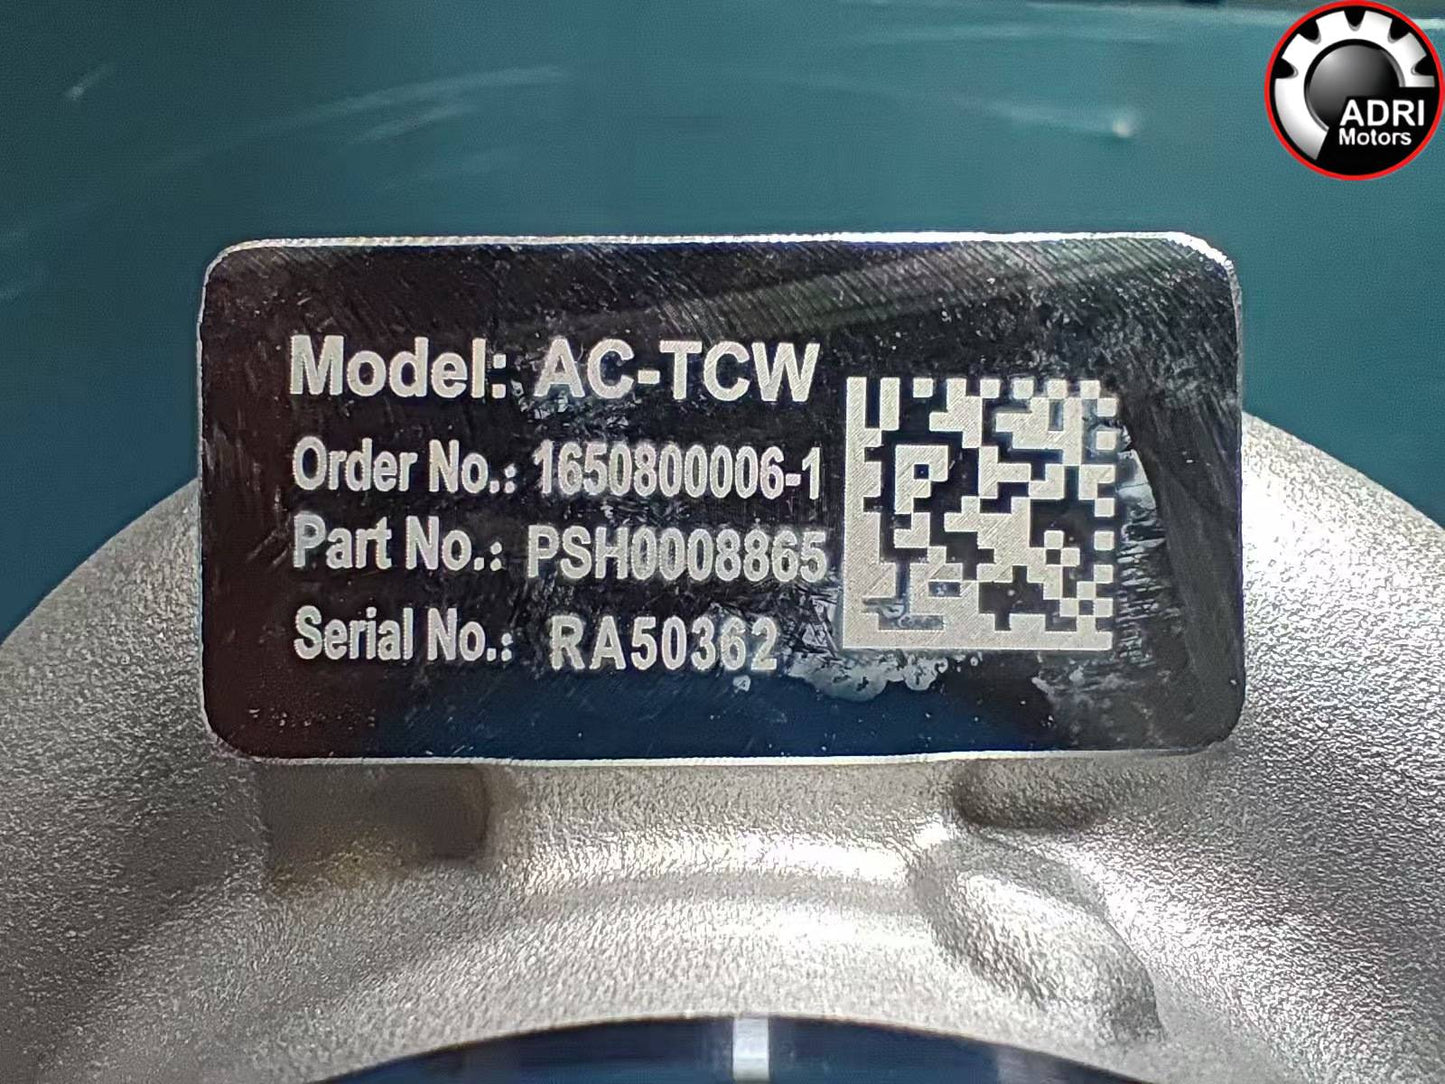 ADRI
Motors
Model: AC-TCW
Order No.: 1650800006-1
Part No.: PSH0008865
Serial No.: RA50362